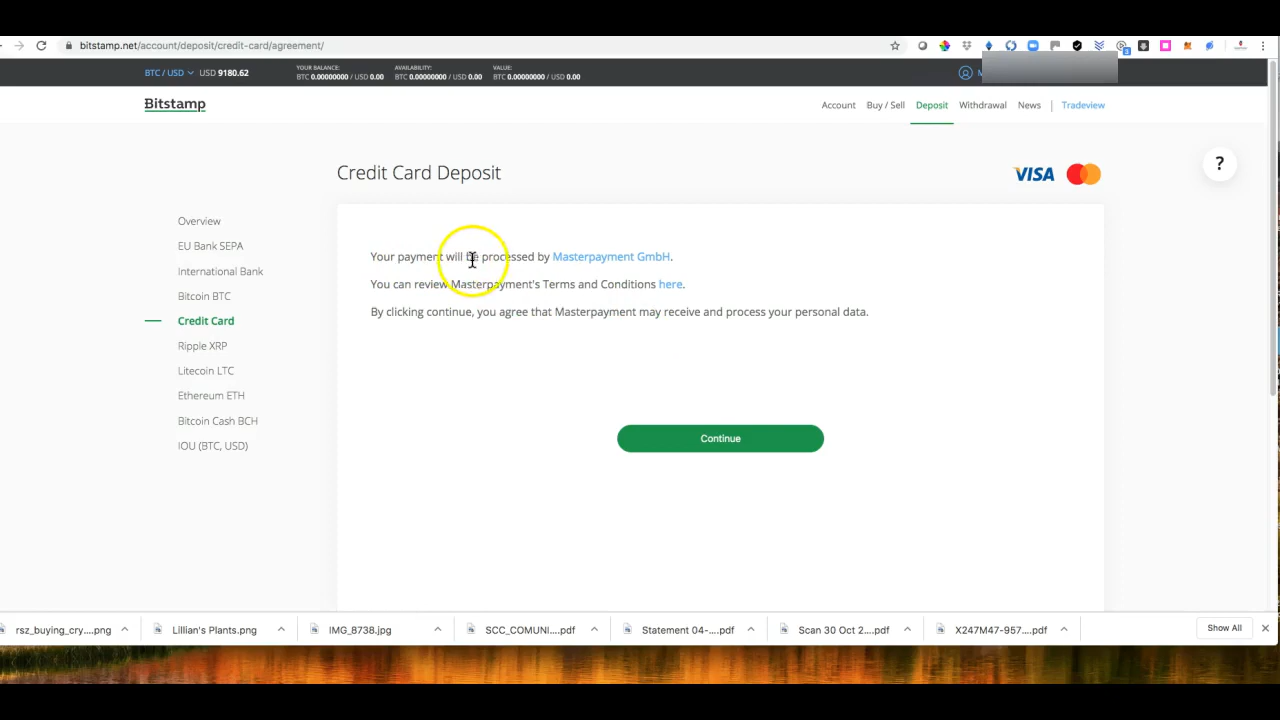 bitstamp.net/account/deposit/credit-card/agreement/
BTC / USD USD 9180.62
YOUR BALANCE: AVAILABILITY: VALUE:
BTC 0.00000000 / USD 0.00 BTC 0.00000000 / USD 0.00 BTC 0.00000000 / USD 0.00
Bitstamp
Account Buy / Sell Deposit Withdrawal News | Tradeview
Credit Card Deposit
VISA
?
Overview
EU Bank SEPA
International Bank
Bitcoin BTC
Credit Card
Ripple XRP
Litecoin LTC
Ethereum ETH
Bitcoin Cash BCH
IOU (BTC, USD)
Your payment will be processed by Masterpayment GmbH.
You can review Masterpayment's Terms and Conditions here.
By clicking continue, you agree that Masterpayment may receive and process your personal data.
Continue
rsz_buying_cry....png Lillian's Plants.png IMG_8738.jpg SCC_COMUNI....pdf Statement 04-....pdf Scan 30 Oct 2....pdf X247M47-957....pdf Show All